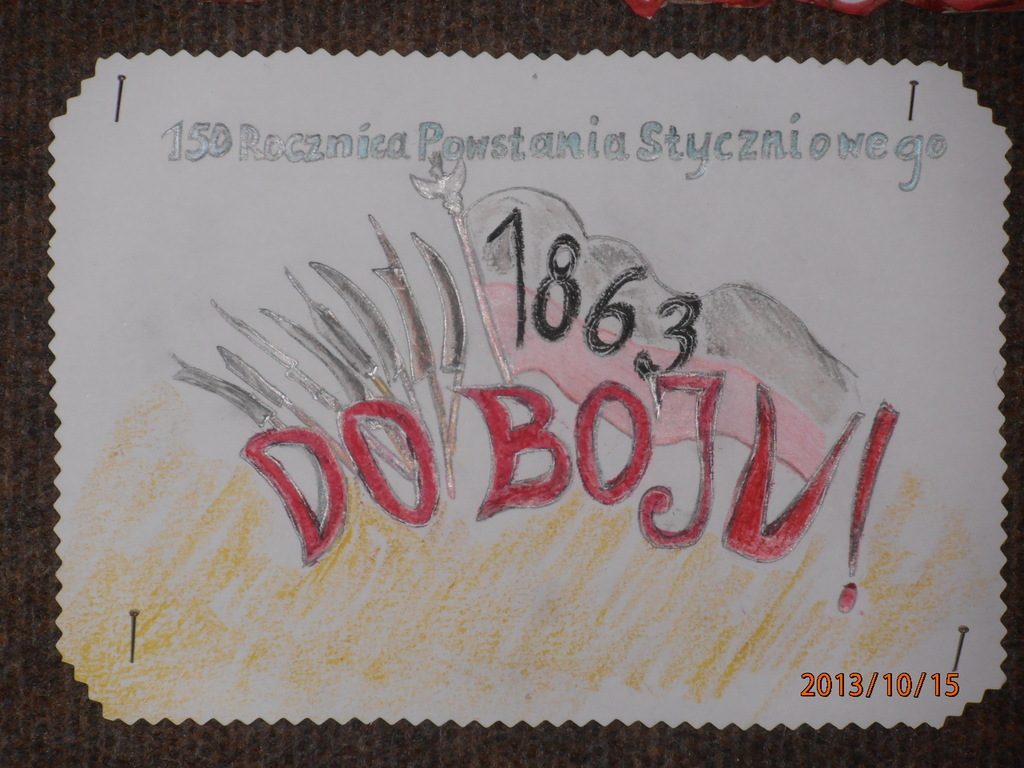 150 Rocznica Powstania Styczniowego
1863
DO BOJU!
2013/10/15